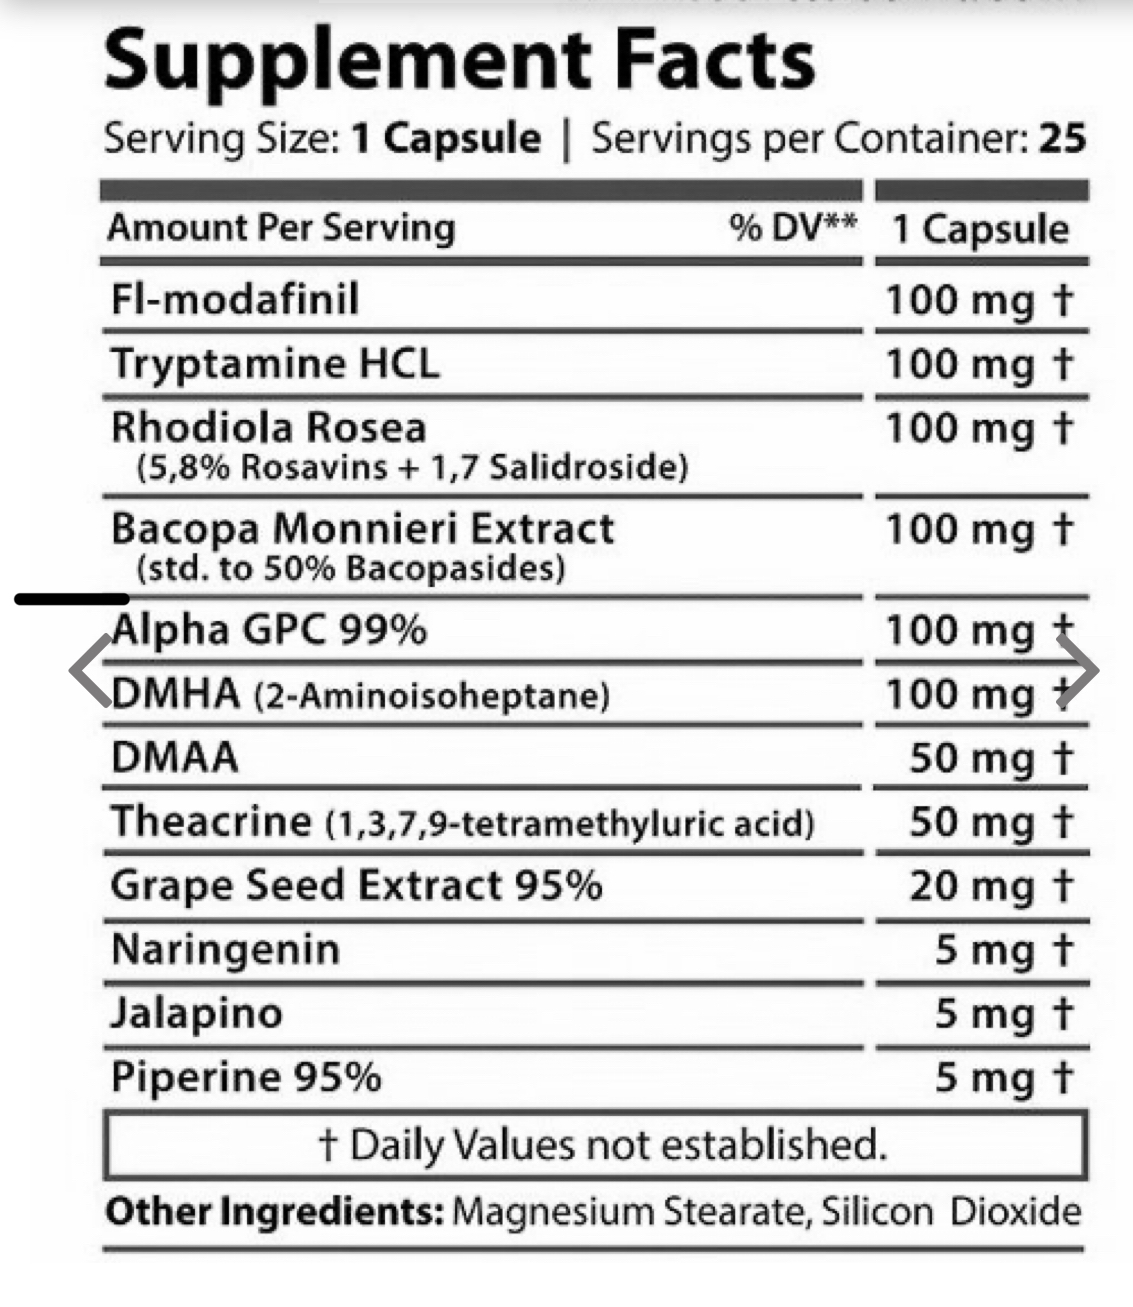 Supplement Facts
Serving Size: 1 Capsule | Servings per Container: 25
Amount Per Serving % DV** 1 Capsule
Fl-modafinil 100 mg †
Tryptamine HCL 100 mg †
Rhodiola Rosea 100 mg †
(5,8% Rosavins + 1,7 Salidroside)
Bacopa Monnieri Extract 100 mg †
(std. to 50% Bacopasides)
Alpha GPC 99% 100 mg †
DMHA (2-Aminoisoheptane) 100 mg †
DMAA 50 mg †
Theacrine (1,3,7,9-tetramethyluric acid) 50 mg †
Grape Seed Extract 95% 20 mg †
Naringenin 5 mg †
Jalapino 5 mg †
Piperine 95% 5 mg †
† Daily Values not established.
Other Ingredients: Magnesium Stearate, Silicon Dioxide